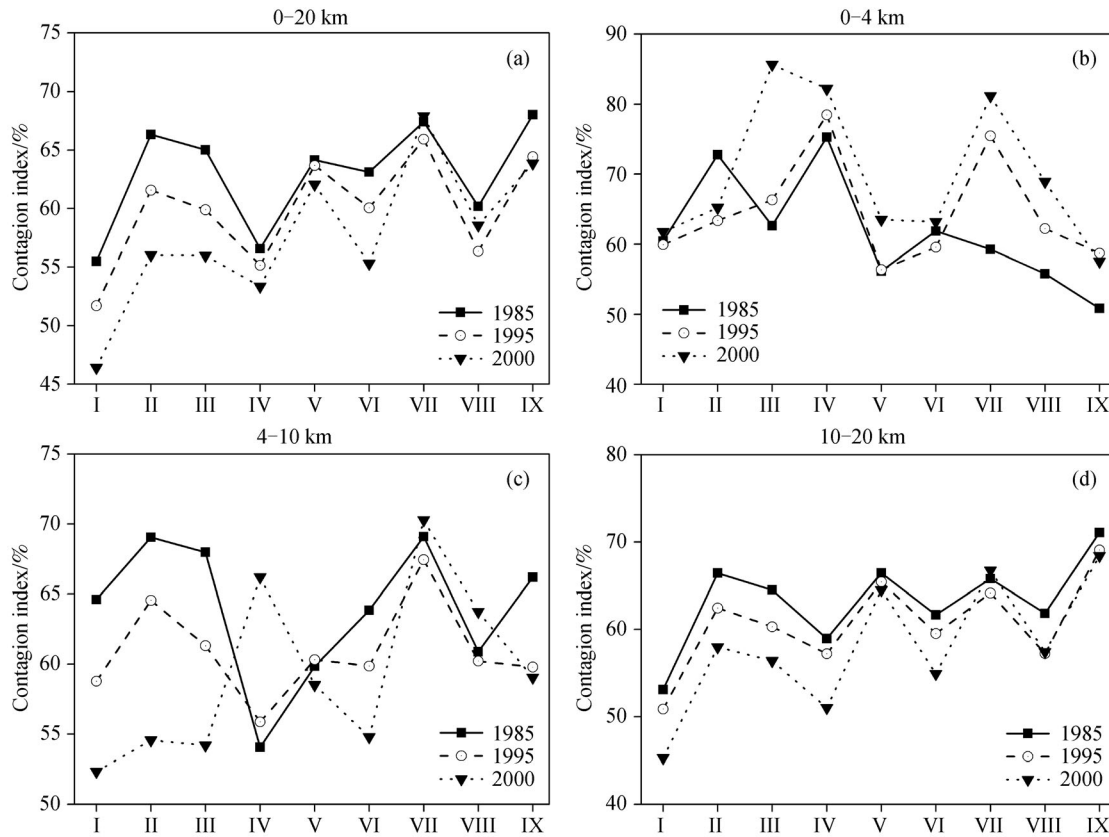 0−20 km
(a)
Contagion index/%
75
70
65
60
55
50
45
1985
1995
2000
I II III IV V VI VII VIII IX
0−4 km
(b)
Contagion index/%
90
80
70
60
50
40
1985
1995
2000
I II III IV V VI VII VIII IX
4−10 km
(c)
Contagion index/%
75
70
65
60
55
50
1985
1995
2000
I II III IV V VI VII VIII IX
10−20 km
(d)
Contagion index/%
80
70
60
50
40
1985
1995
2000
I II III IV V VI VII VIII IX